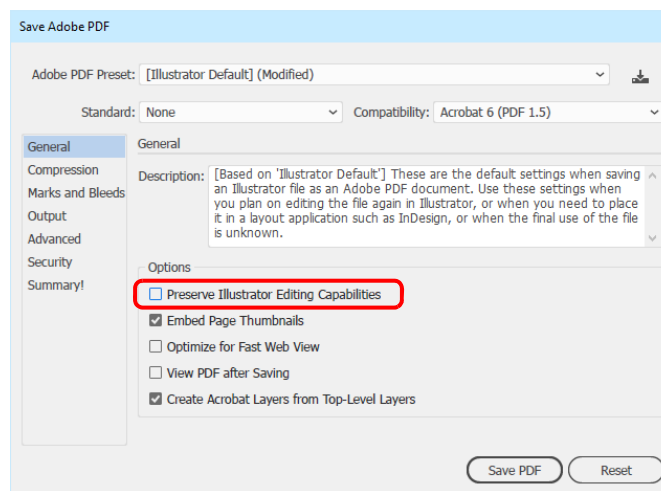 Save Adobe PDF
Adobe PDF Preset: [Illustrator Default] (Modified)
Standard: None Compatibility: Acrobat 6 (PDF 1.5)
General
Compression
Marks and Bleeds
Output
Advanced
Security
Summary!
General
Description: [Based on 'Illustrator Default'] These are the default settings when saving
an Illustrator file as an Adobe PDF document. Use these settings when
you plan on editing the file again in Illustrator, or when you need to place
it in a layout application such as InDesign, or when the final use of the file
is unknown.
Options
Preserve Illustrator Editing Capabilities
Embed Page Thumbnails
Optimize for Fast Web View
View PDF after Saving
Create Acrobat Layers from Top-Level Layers
Save PDF Reset